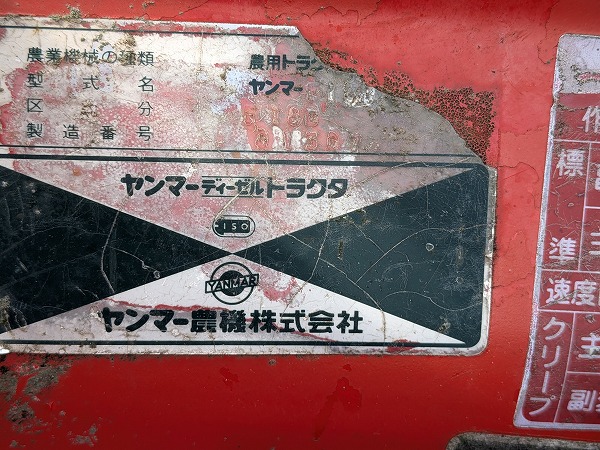 農業機械の種類 農用トラ
型式名 ヤンマー
区分
製造番号
ヤンマーディーゼルトラクタ
ISO
YANMAR
ヤンマー農機株式会社
標準
速度
クリープ
主
副